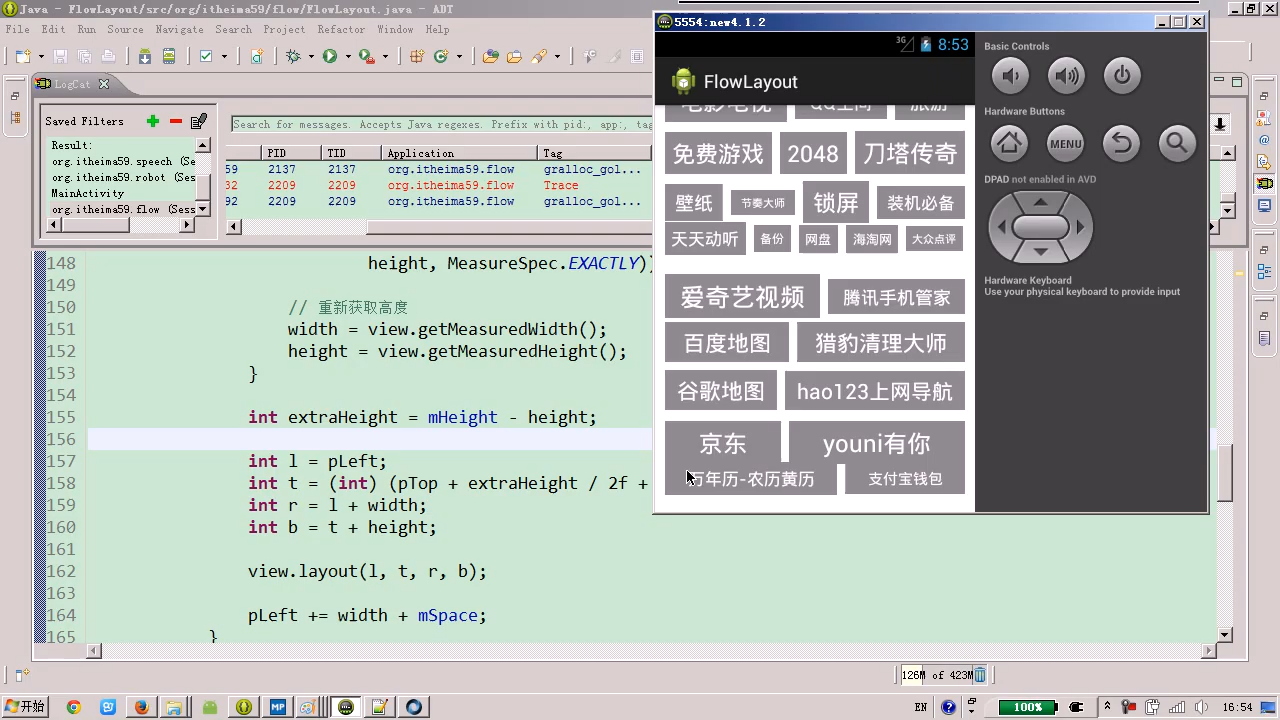 Java - FlowLayout/src/org/itheima59/flow/FlowLayout.java - ADT
File Edit Run Source Navigate Search Project Refactor Window Help
LogCat
Saved Filters
Search for messages. Accepts Java regexes. Prefix with pid:, app:, tag
Result:
org.itheima59.speech (Se
org.itheima59.robot (Ses
MainActivity
org.itheima59.flow (Sess
PID TID Application Tag
59 2137 2137 org.itheima59.flow gralloc_gol...
32 2209 2209 org.itheima59.flow Trace
92 2209 2209 org.itheima59.flow gralloc_gol...
148 height, MeasureSpec.EXACTLY)
149
150 // 重新获取高度
151 width = view.getMeasuredWidth();
152 height = view.getMeasuredHeight();
153 }
154
155 int extraHeight = mHeight - height;
156
157 int l = pLeft;
158 int t = (int) (pTop + extraHeight / 2f +
159 int r = l + width;
160 int b = t + height;
161
162 view.layout(l, t, r, b);
163
164 pLeft += width + mSpace;
165 }
5554:new4.1.2
3G 8:53
FlowLayout
电影电视 QQ空间 旅游
免费游戏 2048 刀塔传奇
壁纸 节奏大师 锁屏 装机必备
天天动听 备份 网盘 海淘网 大众点评
爱奇艺视频 腾讯手机管家
百度地图 猎豹清理大师
谷歌地图 hao123上网导航
京东 youni有你
万年历-农历黄历 支付宝钱包
Basic Controls
Hardware Buttons
MENU
DPAD not enabled in AVD
Hardware Keyboard
Use your physical keyboard to provide input
126M of 423M
开始
MP
EN
100%
16:54